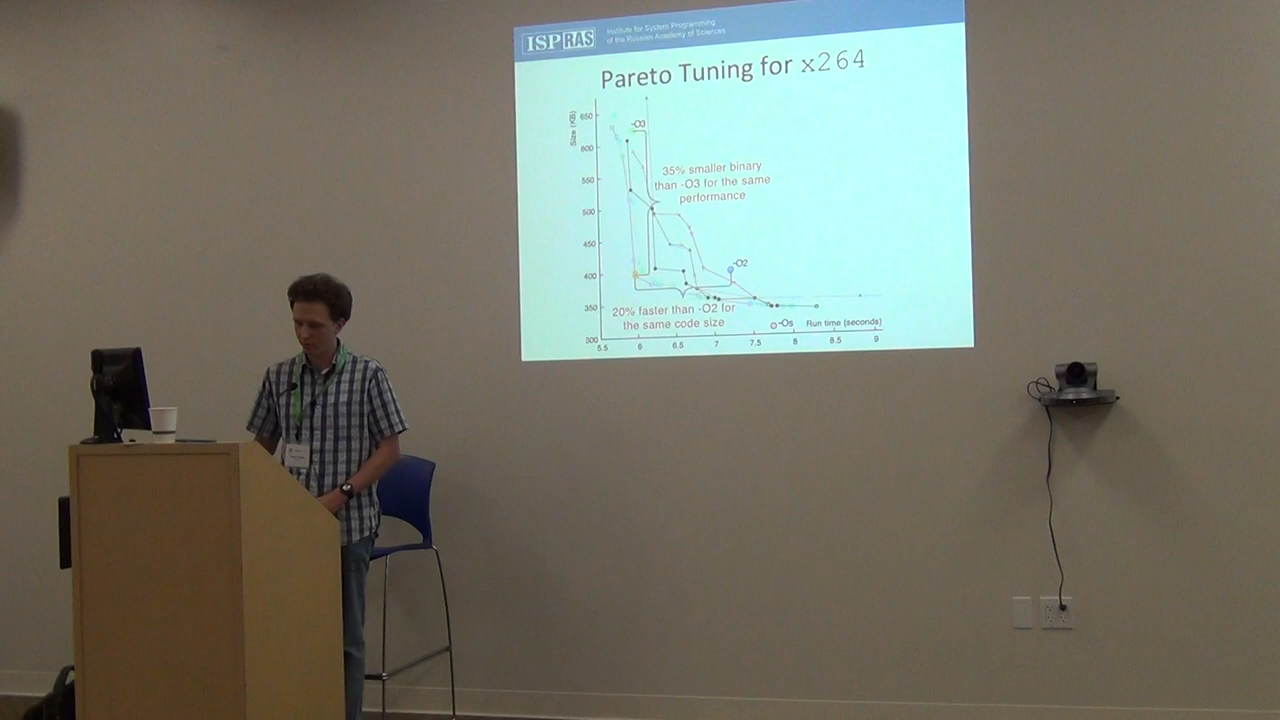 ISPRAS
Institute for System Programming
of the Russian Academy of Sciences
Pareto Tuning for x264
Size (KB)
650
600
550
500
450
400
350
300
-O3
35% smaller binary
than -O3 for the same
performance
-O2
20% faster than -O2 for
the same code size
-Os
Run time (seconds)
5.5 6 6.5 7 7.5 8 8.5 9